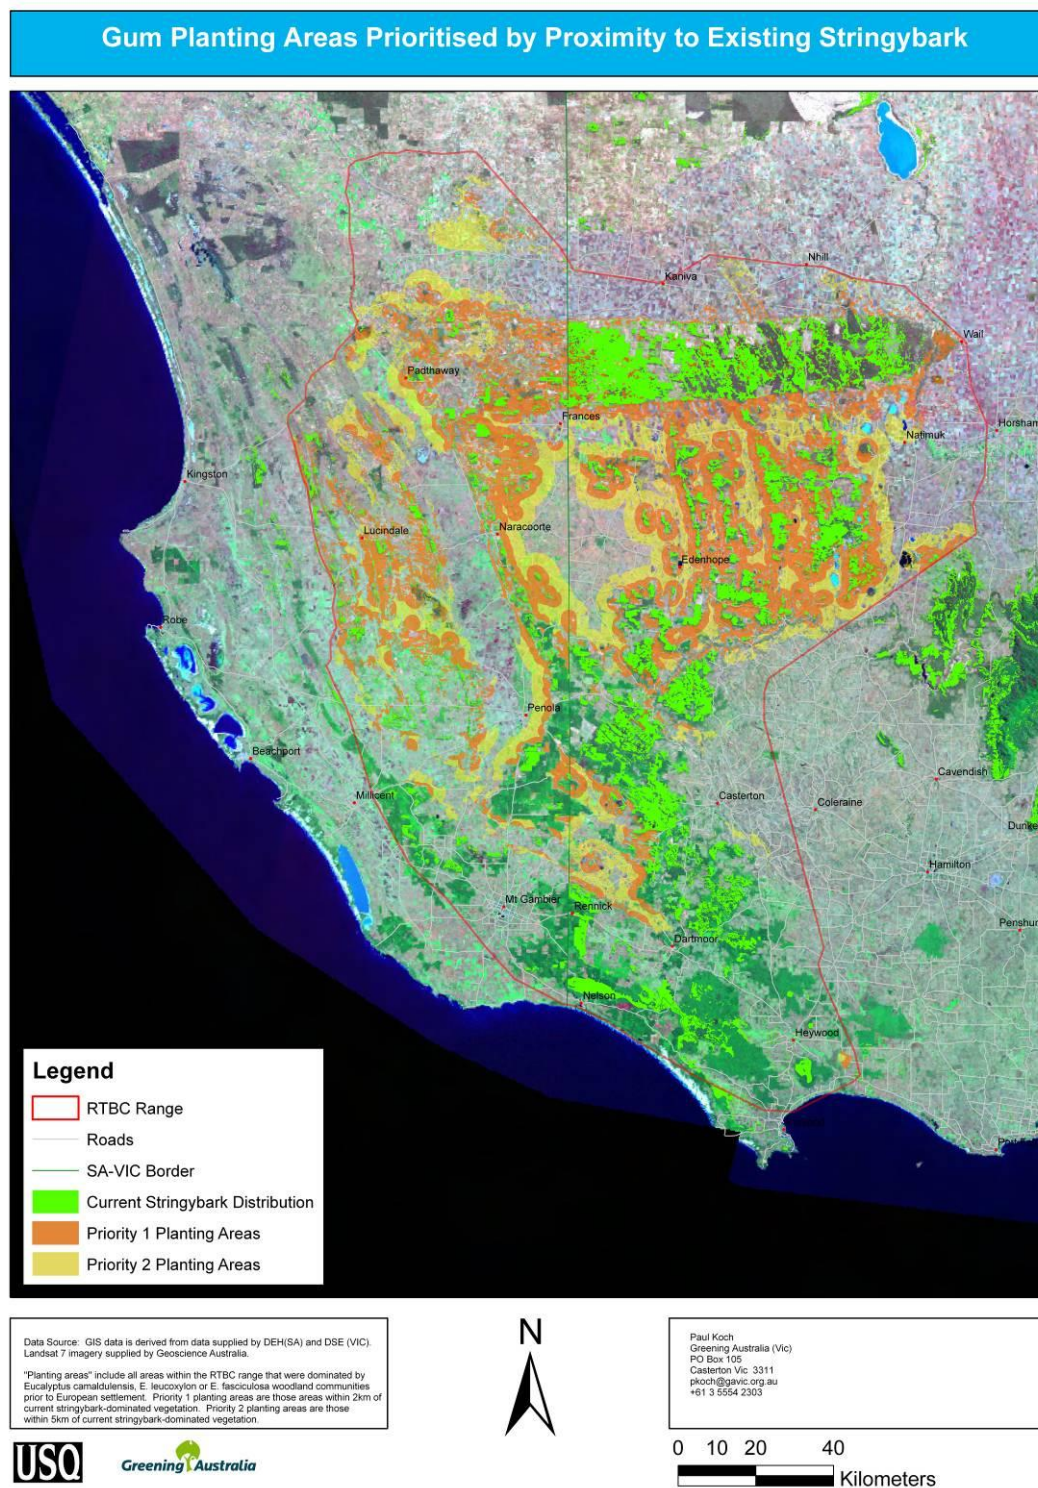 Gum Planting Areas Prioritised by Proximity to Existing Stringybark
Nhill
Kaniva
Wail
Padthaway
Frances
Horsham
Natimuk
Kingston
Naracoorte
Lucindale
Edenhope
Robe
Penola
Beachport
Cavendish
Millicent
Casterton
Coleraine
Dunke
Hamilton
Mt Gambier
Rennick
Penshur
Dartmoor
Nelson
Heywood
Legend
RTBC Range
Roads
SA-VIC Border
Current Stringybark Distribution
Priority 1 Planting Areas
Priority 2 Planting Areas
Data Source: GIS data is derived from data supplied by DEH(SA) and DSE (VIC).
Landsat 7 imagery supplied by Geoscience Australia.
"Planting areas" include all areas within the RTBC range that were dominated by
Eucalyptus camaldulensis, E. leucoxylon or E. fasciculosa woodland communities
prior to European settlement. Priority 1 planting areas are those areas within 2km of
current stringybark-dominated vegetation. Priority 2 planting areas are those
within 5km of current stringybark-dominated vegetation.
N
Paul Koch
Greening Australia (Vic)
PO Box 105
Casterton Vic 3311
pkoch@gavic.org.au
+61 3 5554 2303
USQ
Greening Australia
0 10 20 40
Kilometers